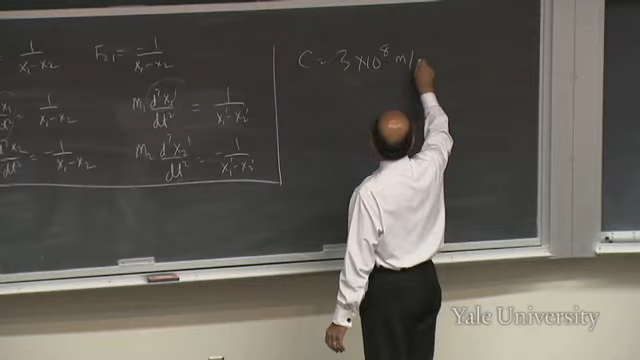 = 1/(x₁-x₂) F₂₁ = -1/(x₁-x₂)
C = 3 × 10⁸ m/
= 1/(x₁-x₂) m₁ d²x₁'/dt² = 1/(x₁'-x₂')
= -1/(x₁-x₂) m₂ d²x₂'/dt² = -1/(x₁'-x₂')
Yale University